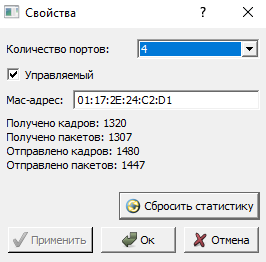 Свойства
Количество портов: 4
Управляемый
Мас-адрес: 01:17:2E:24:C2:D1
Получено кадров: 1320
Получено пакетов: 1307
Отправлено кадров: 1480
Отправлено пакетов: 1447
Сбросить статистику
Применить Ок Отмена